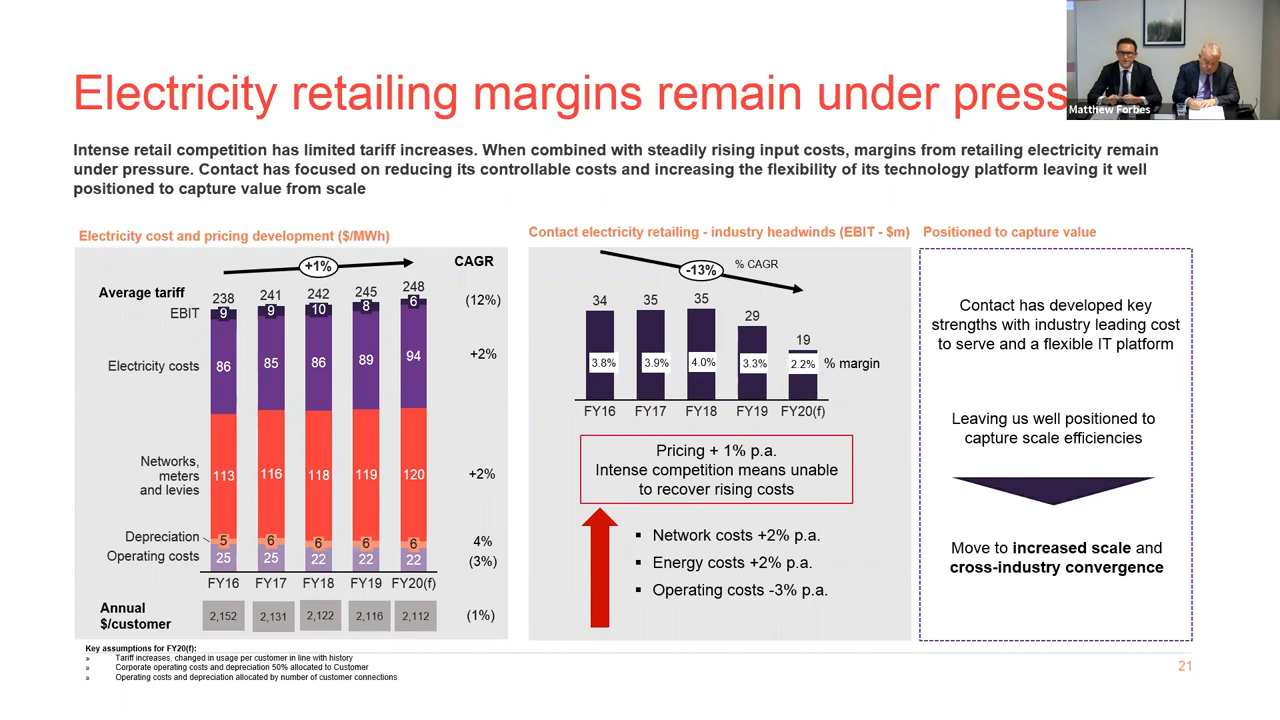 Electricity retailing margins remain under press
Matthew Forbes
Intense retail competition has limited tariff increases. When combined with steadily rising input costs, margins from retailing electricity remain
under pressure. Contact has focused on reducing its controllable costs and increasing the flexibility of its technology platform leaving it well
positioned to capture value from scale
Electricity cost and pricing development ($/MWh)
+1%
CAGR
Average tariff
238 241 242 245 248
EBIT 9 9 10 8 6 (12%)
Electricity costs 86 85 86 89 94 +2%
Networks,
meters
and levies
113 116 118 119 120 +2%
Depreciation 5 6 6 6 6 4%
Operating costs 25 25 22 22 22 (3%)
FY16 FY17 FY18 FY19 FY20(f)
Annual
$/customer
2,152 2,131 2,122 2,116 2,112 (1%)
Key assumptions for FY20(f):
» Tariff increases, changed in usage per customer in line with history
» Corporate operating costs and depreciation 50% allocated to Customer
» Operating costs and depreciation allocated by number of customer connections
Contact electricity retailing - industry headwinds (EBIT - $m)
-13% % CAGR
34 35 35 29 19
3.8% 3.9% 4.0% 3.3% 2.2% % margin
FY16 FY17 FY18 FY19 FY20(f)
Pricing + 1% p.a.
Intense competition means unable
to recover rising costs
▪ Network costs +2% p.a.
▪ Energy costs +2% p.a.
▪ Operating costs -3% p.a.
Positioned to capture value
Contact has developed key
strengths with industry leading cost
to serve and a flexible IT platform
Leaving us well positioned to
capture scale efficiencies
Move to increased scale and
cross-industry convergence
21